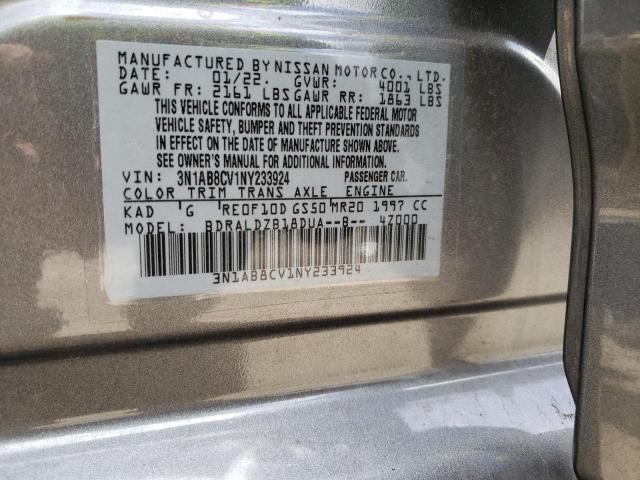 MANUFACTURED BY NISSAN MOTOR CO., LTD.
DATE: 01/22. GVWR: 4001 LBS
GAWR FR: 2161 LBS GAWR RR: 1863 LBS
THIS VEHICLE CONFORMS TO ALL APPLICABLE FEDERAL MOTOR
VEHICLE SAFETY, BUMPER AND THEFT PREVENTION STANDARDS
IN EFFECT ON THE DATE OF MANUFACTURE SHOWN ABOVE.
SEE OWNER'S MANUAL FOR ADDITIONAL INFORMATION.
VIN: 3N1AB8CV1NY233924 PASSENGER CAR.
COLOR TRIM TRANS AXLE ENGINE
KAD G RE0F10D GS50 MR20 1997 CC
MODEL: BDRALDZB18DUA--B-- 47000
3N1AB8CV1NY233924